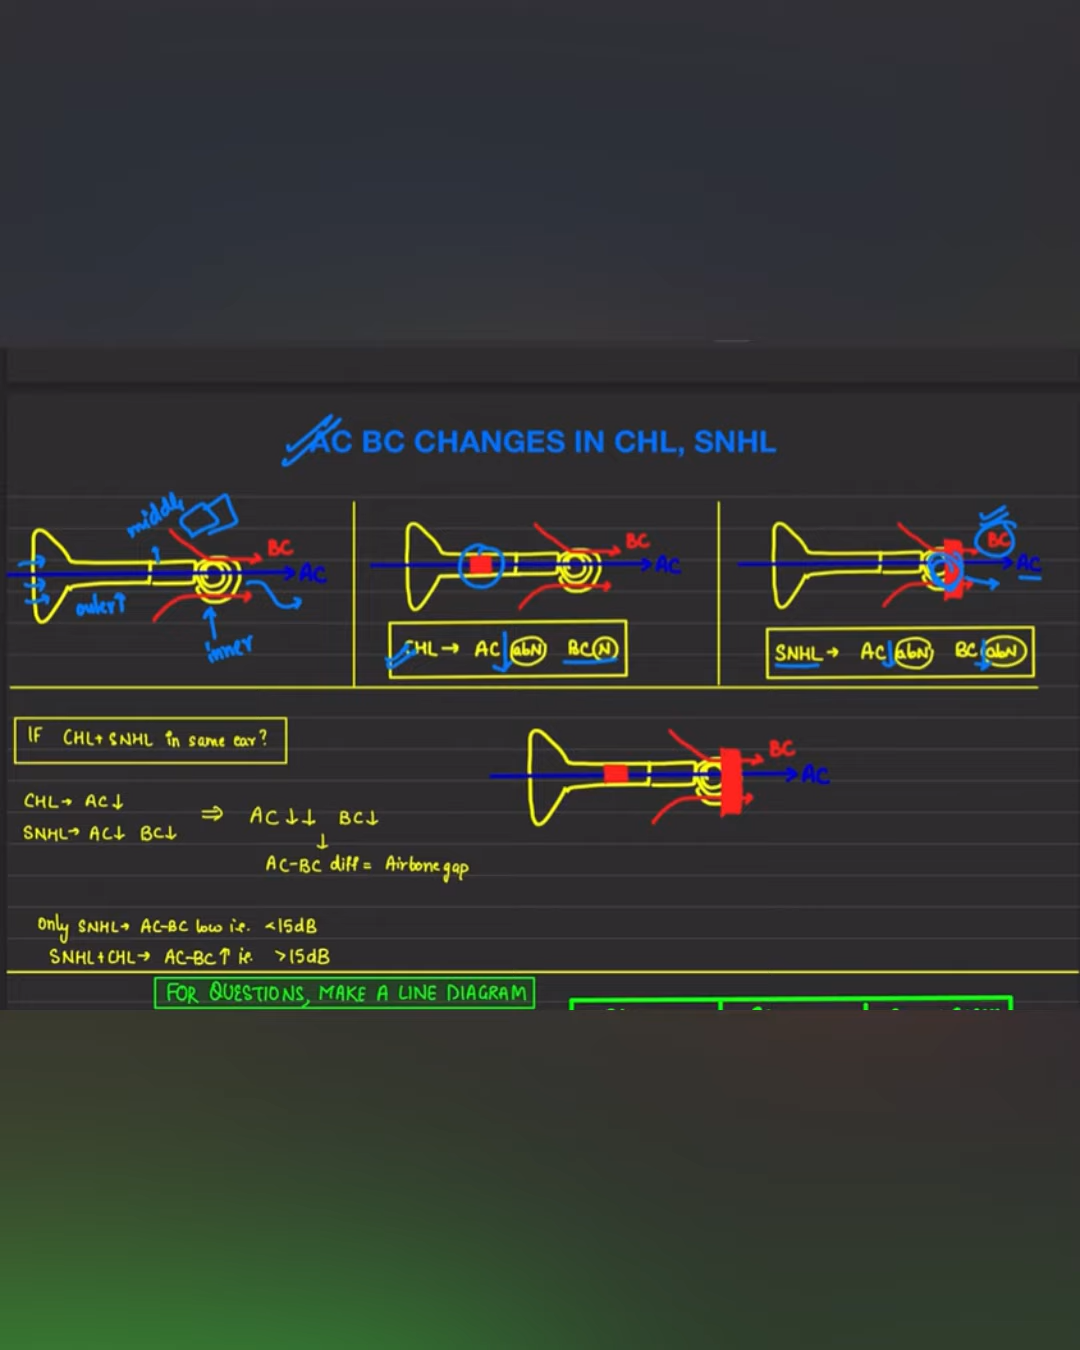 AC BC CHANGES IN CHL, SNHL
middle
BC
AC
outer↑
inner
BC
AC
CHL→ AC↓ abN BC N
BC
AC
SNHL→ AC↓ abN BC↓ abN
IF CHL+SNHL in same ear?
BC
AC
CHL→ AC↓
SNHL→ AC↓ BC↓
⇒ AC↓↓ BC↓
↓
AC-BC diff = Airbone gap
Only SNHL→ AC-BC low i.e. <15dB
SNHL+CHL→ AC-BC↑ ie. >15dB
FOR QUESTIONS, MAKE A LINE DIAGRAM